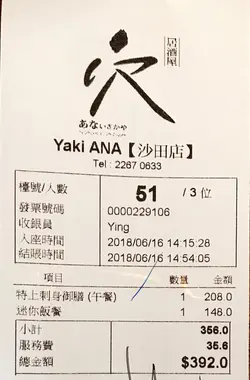 穴
居酒屋
あないざかや
Yaki ANA【沙田店】
Tel : 2267 0633
檯號/人數 51 / 3 位
發票號碼 0000229106
收銀員 Ying
入座時間 2018/06/16 14:15:28
結賬時間 2018/06/16 14:54:05
項目 數量 金額
特上刺身御膳 (午餐) 1 208.0
迷你飯餐 1 148.0
小計 356.0
服務費 35.6
總金額 $392.0